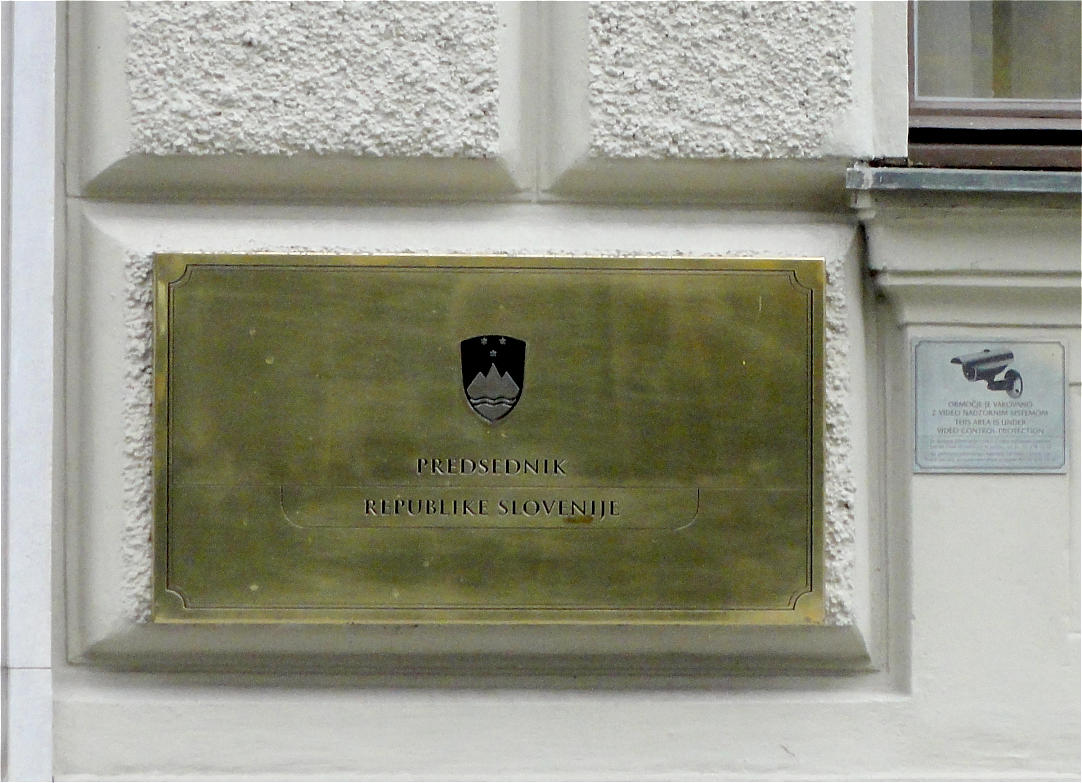 PREDSEDNIK
REPUBLIKE SLOVENIJE
OBMOČJE JE VAROVANO
Z VIDEO NADZORNIM SISTEMOM
THIS AREA IS UNDER
VIDEO CONTROL PROTECTION